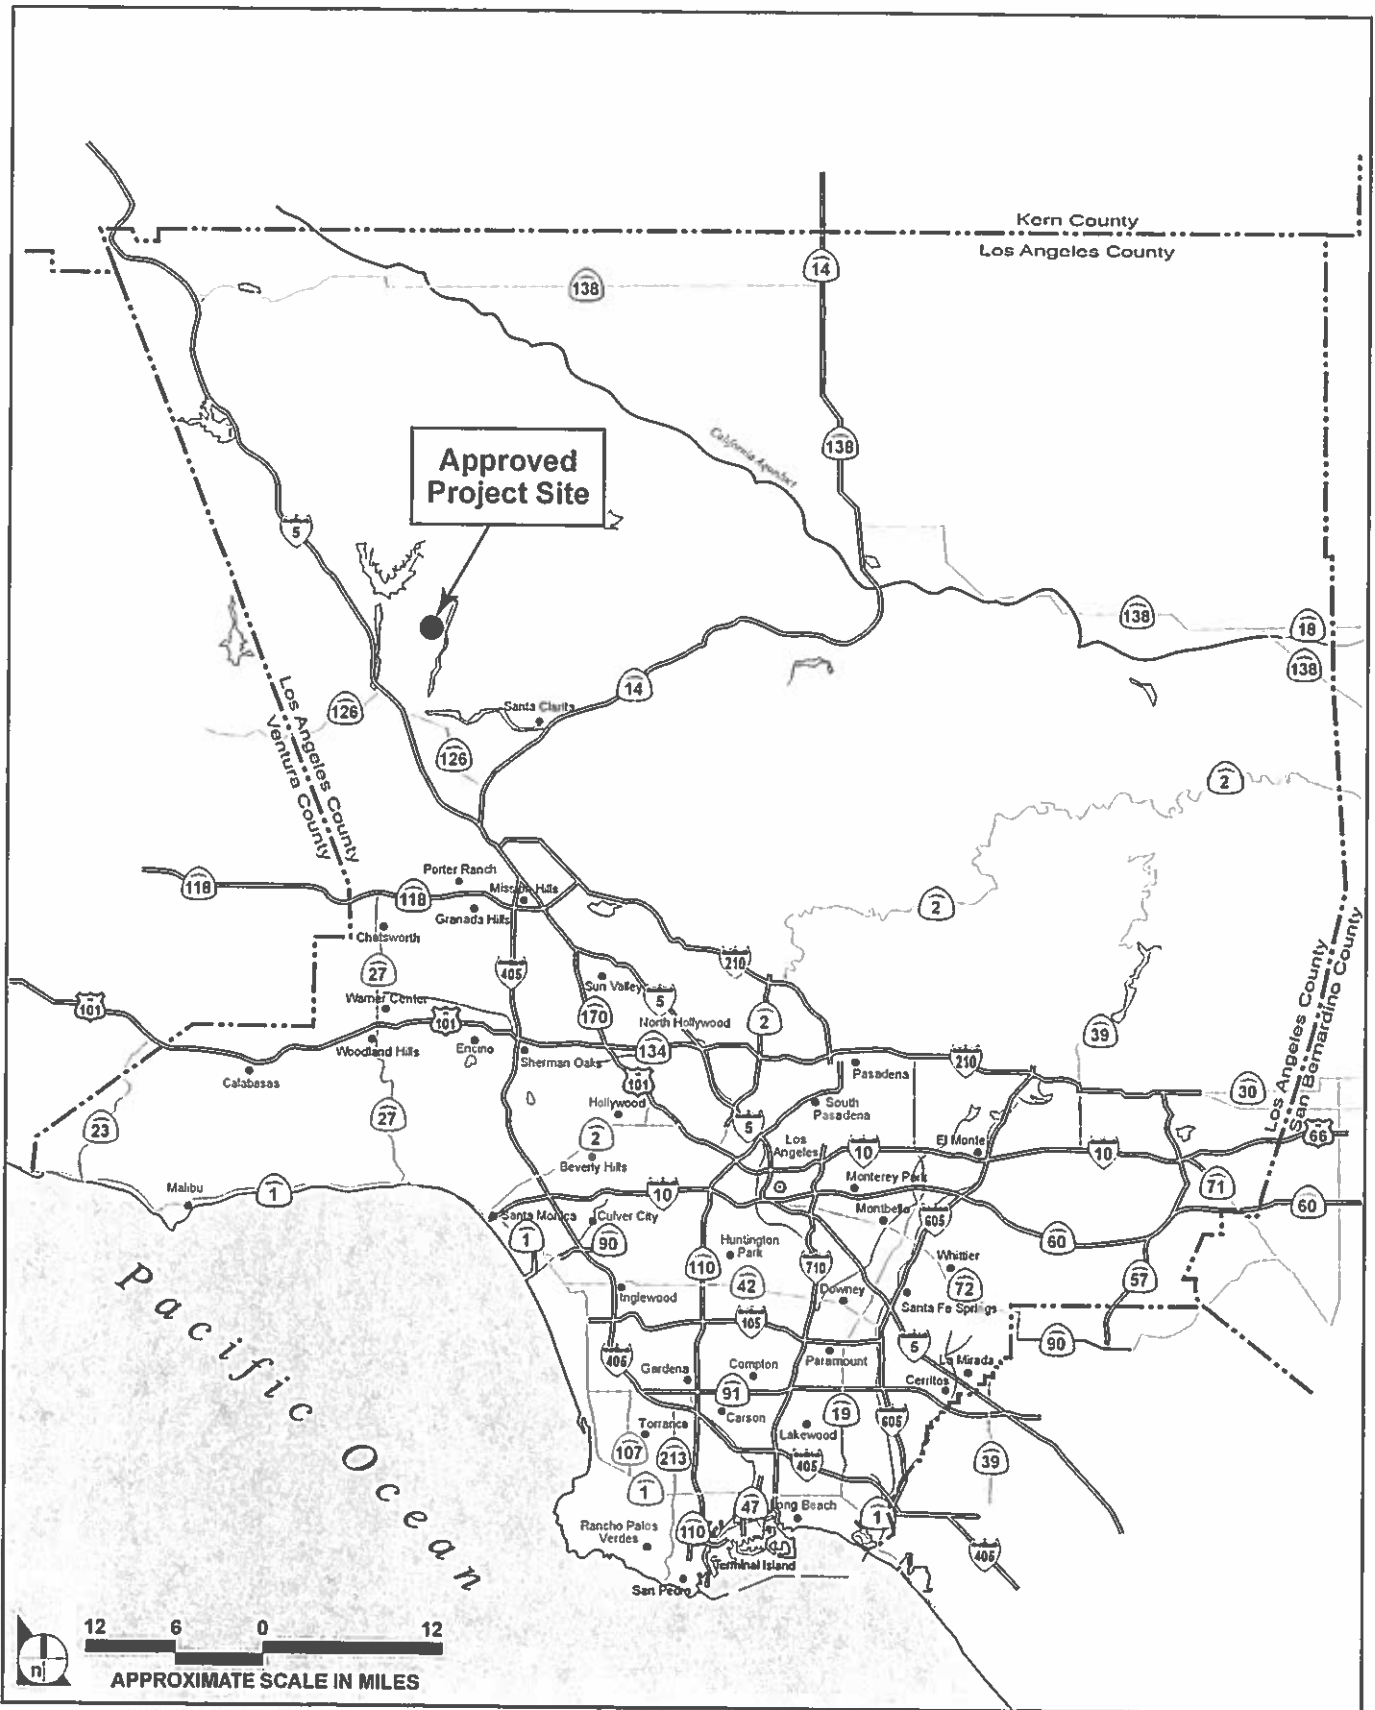 Kern County
Los Angeles County
14
138
138
California Aqueduct
Approved
Project Site
5
138
18
138
14
126
Santa Clarita
126
Los Angeles County
Ventura County
2
118
Porter Ranch
118
Mission Hills
Granada Hills
2
Chatsworth
27
405
210
Sun Valley
5
Warner Center
101
101
170
North Hollywood
2
39
Los Angeles County
San Bernardino County
Woodland Hills
Encino
Sherman Oaks
134
Calabasas
101
Pasadena
210
30
Hollywood
South
Pasadena
23
27
2
5
Los
Angeles
10
El Monte
10
66
Beverly Hills
Malibu
1
10
Monterey Park
71
60
Santa Monica
Culver City
Montbello
605
1
90
Huntington
Park
60
110
710
Whittier
42
72
57
Inglewood
Downey
Santa Fe Springs
105
5
90
405
Gardena
Compton
Paramount
La Mirada
91
Cerritos
Carson
19
605
Torrance
Lakewood
107
213
405
39
1
47
Long Beach
1
Rancho Palos
Verdes
110
405
Terminal Island
San Pedro
Pacific Ocean
12 6 0 12
n
APPROXIMATE SCALE IN MILES